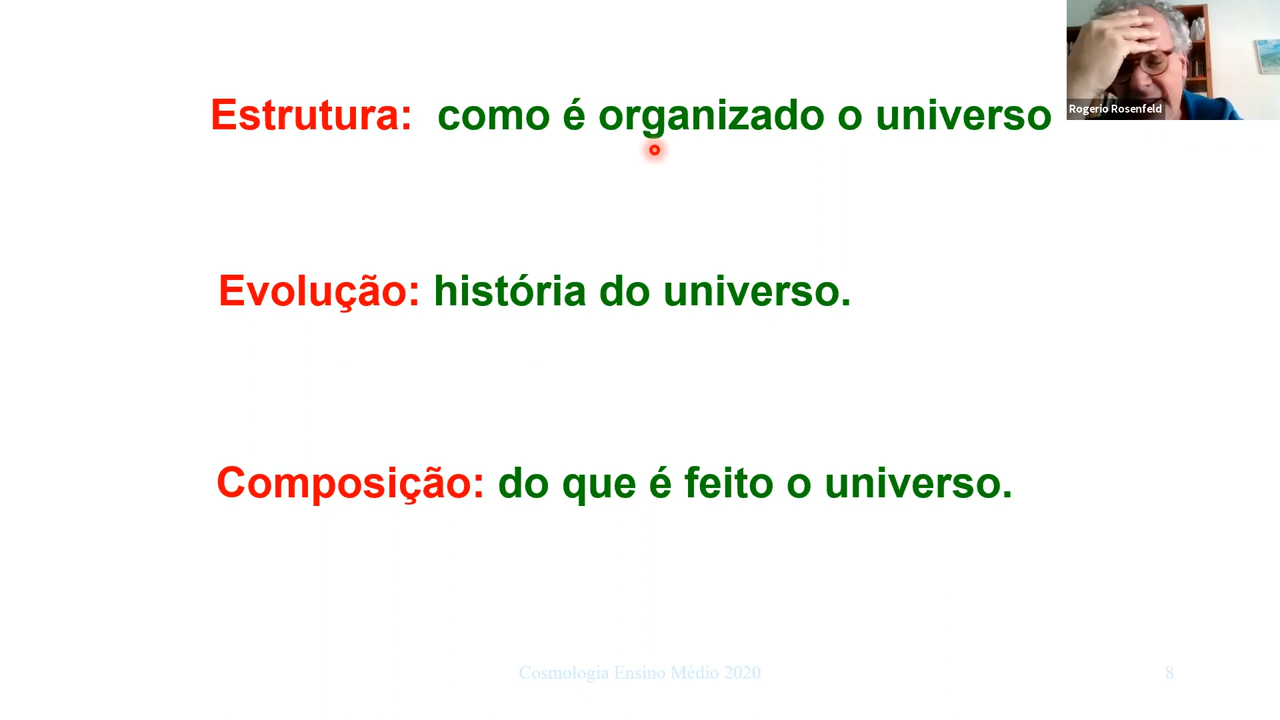 Rogerio Rosenfeld
Estrutura: como é organizado o universo
Evolução: história do universo.
Composição: do que é feito o universo.
Cosmologia Ensino Médio 2020
8